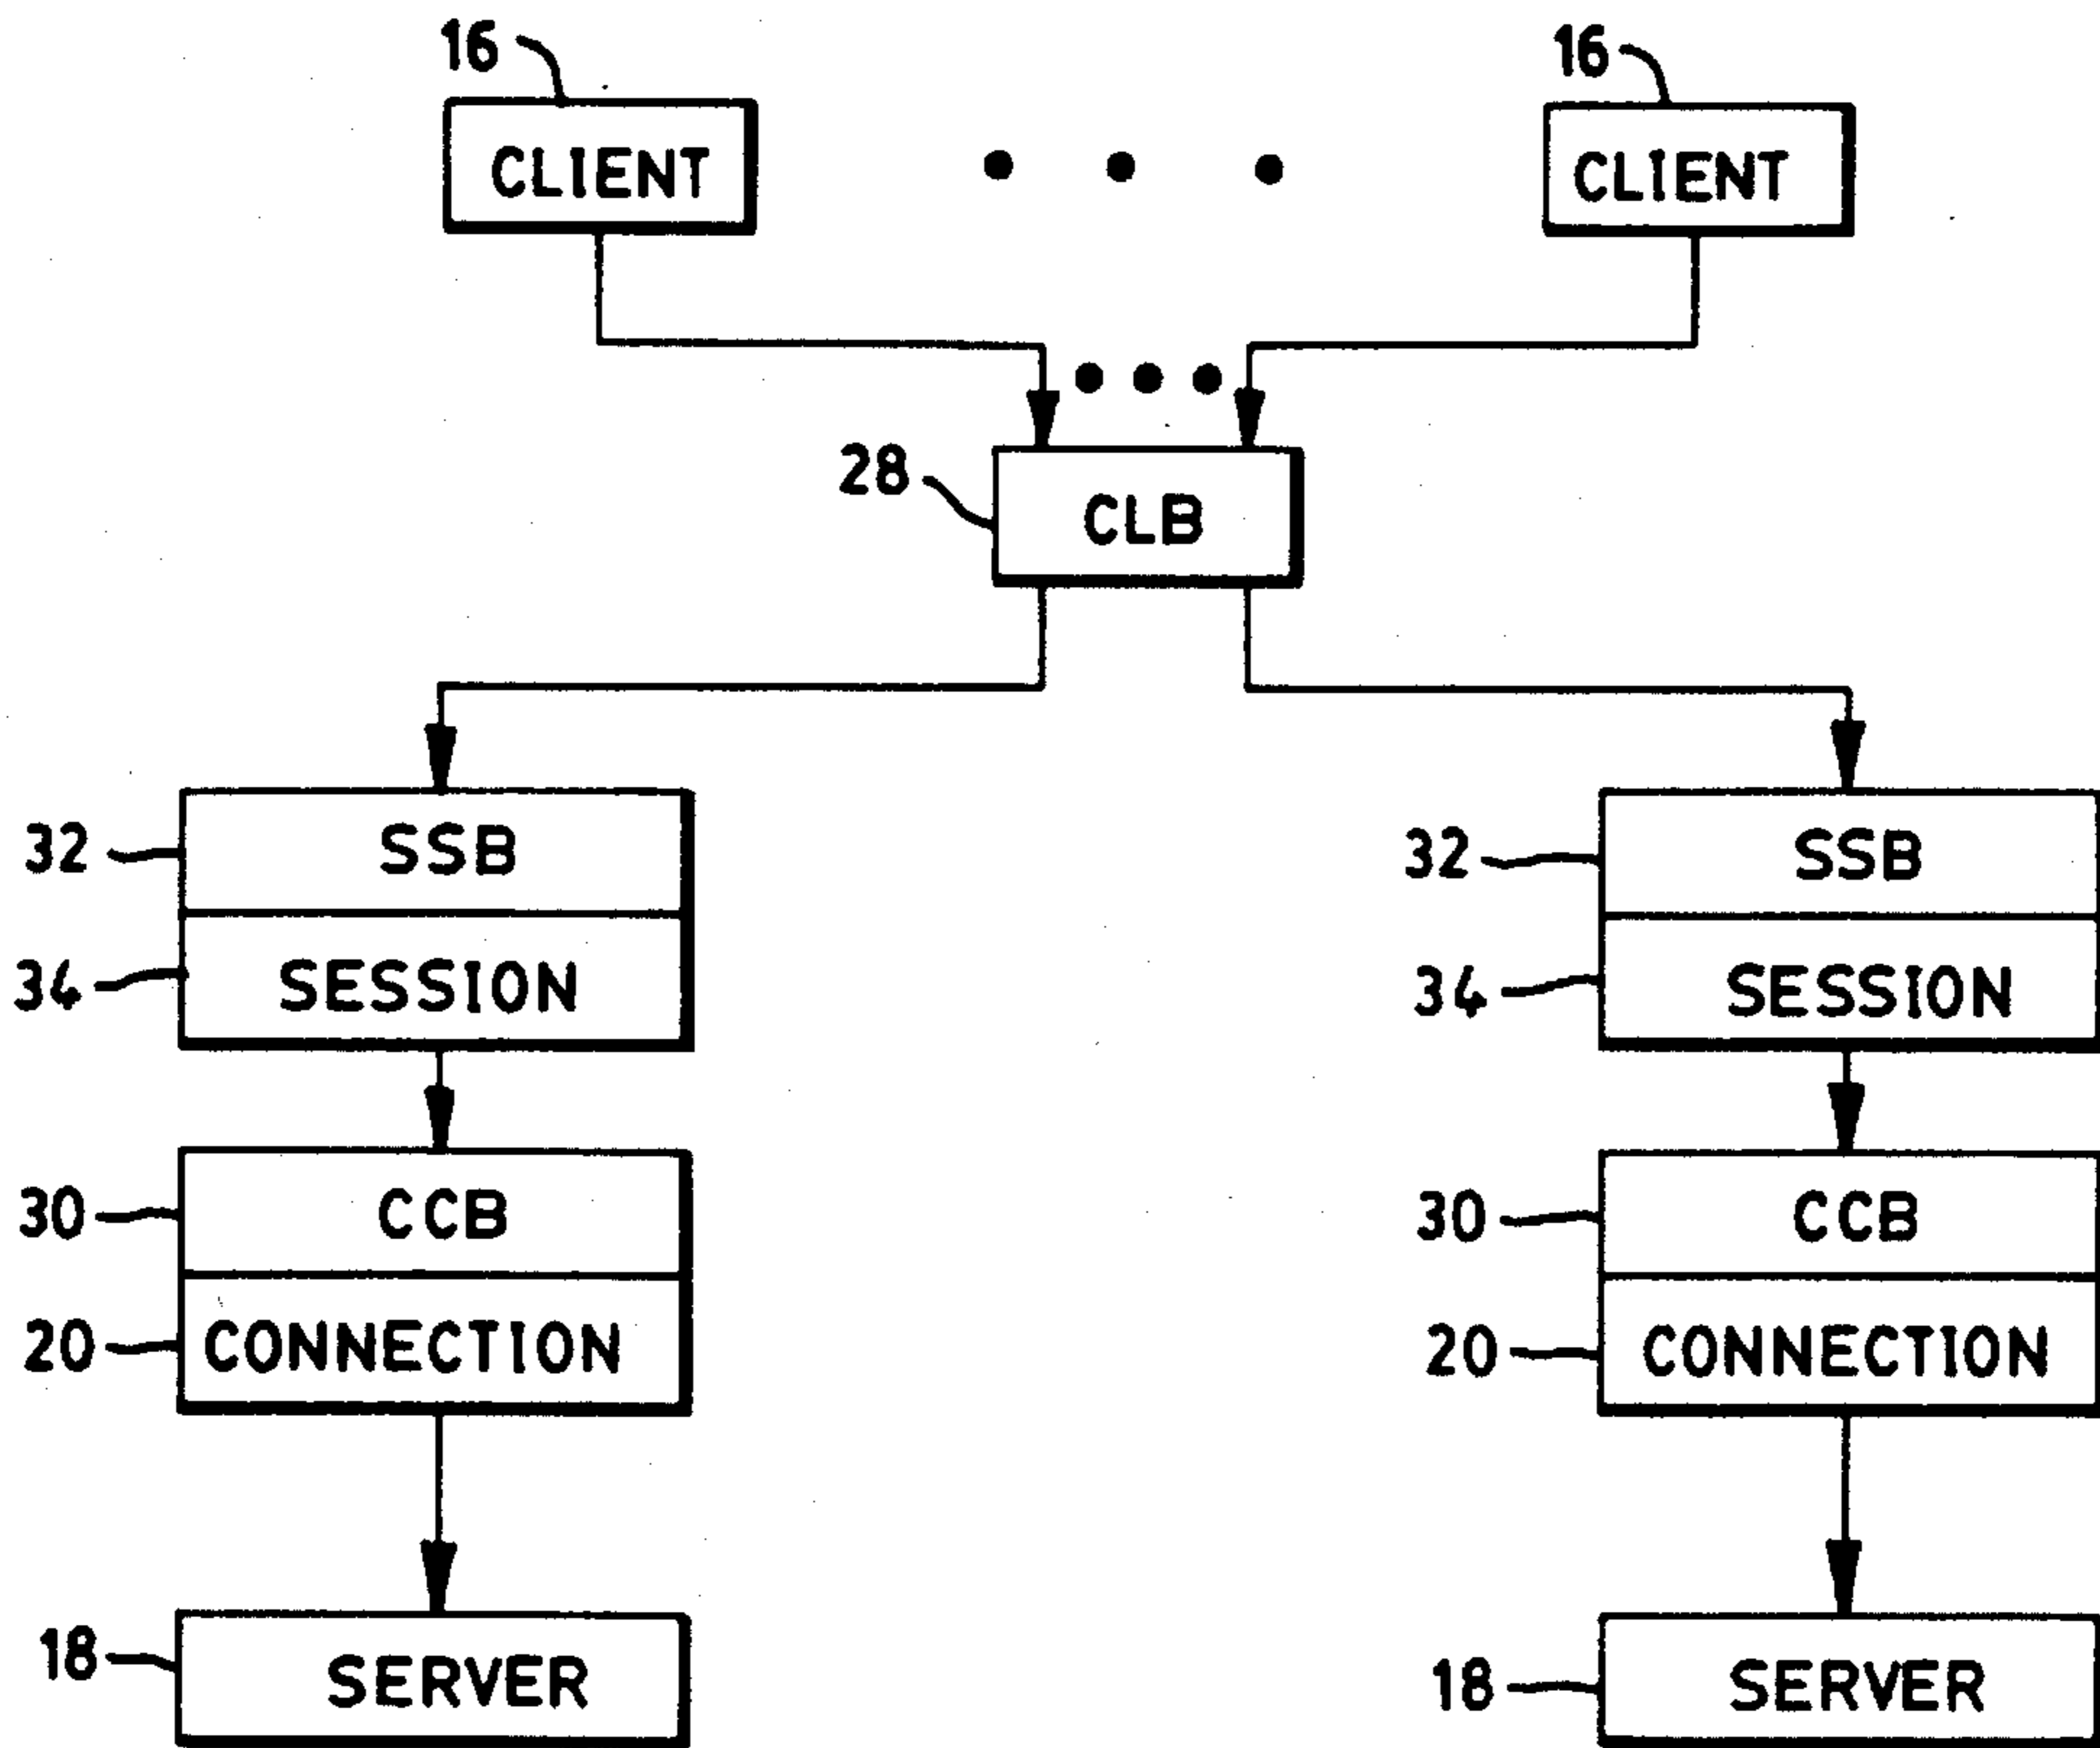 16
16
CLIENT
CLIENT
28
CLB
32 SSB
32 SSB
34 SESSION
34 SESSION
30 CCB
30 CCB
20 CONNECTION
20 CONNECTION
18 SERVER
18 SERVER